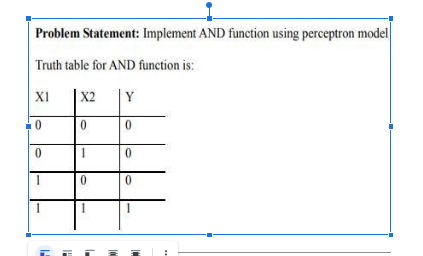 Problem Statement: Implement AND function using perceptron model
Truth table for AND function is:
X1 X2 Y
0 0 0
0 1 0
1 0 0
1 1 1